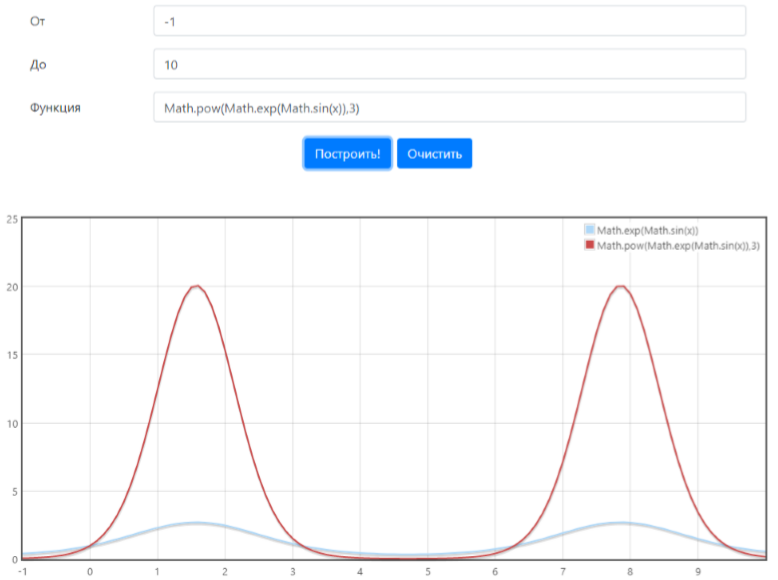 От -1
До 10
Функция Math.pow(Math.exp(Math.sin(x)),3)
Построить! Очистить
Math.exp(Math.sin(x))
Math.pow(Math.exp(Math.sin(x)),3)
25
20
15
10
5
0
-1 0 1 2 3 4 5 6 7 8 9